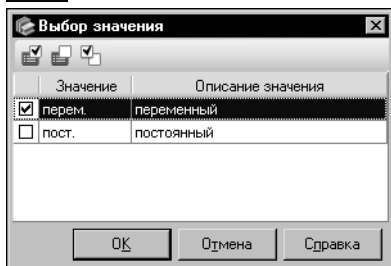 Выбор значения
Значение Описание значения
перем. переменный
пост. постоянный
OK Отмена Справка